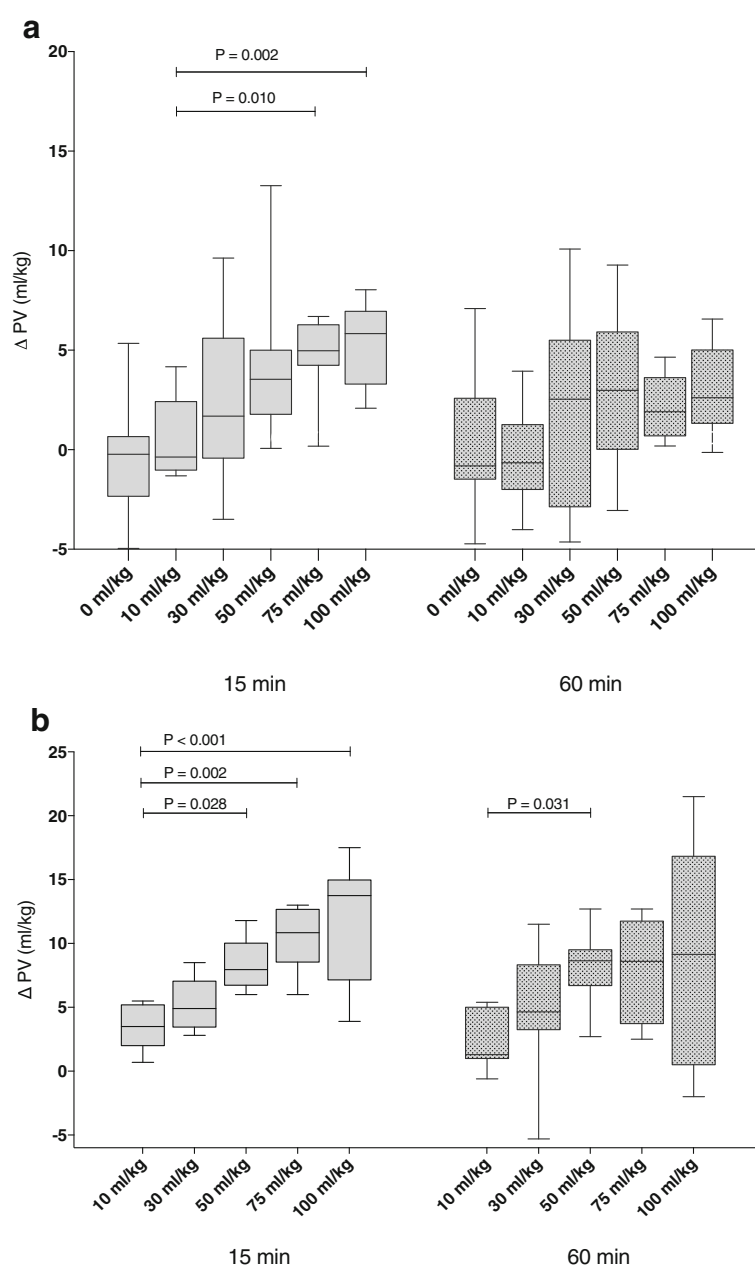 a
20
P = 0.002
P = 0.010
15
10
5
0
-5
Δ PV (ml/kg)
0 ml/kg
10 ml/kg
30 ml/kg
50 ml/kg
75 ml/kg
100 ml/kg
0 ml/kg
10 ml/kg
30 ml/kg
50 ml/kg
75 ml/kg
100 ml/kg
15 min
60 min
b
25
P < 0.001
P = 0.002
P = 0.028
P = 0.031
20
15
10
5
0
-5
Δ PV (ml/kg)
10 ml/kg
30 ml/kg
50 ml/kg
75 ml/kg
100 ml/kg
10 ml/kg
30 ml/kg
50 ml/kg
75 ml/kg
100 ml/kg
15 min
60 min